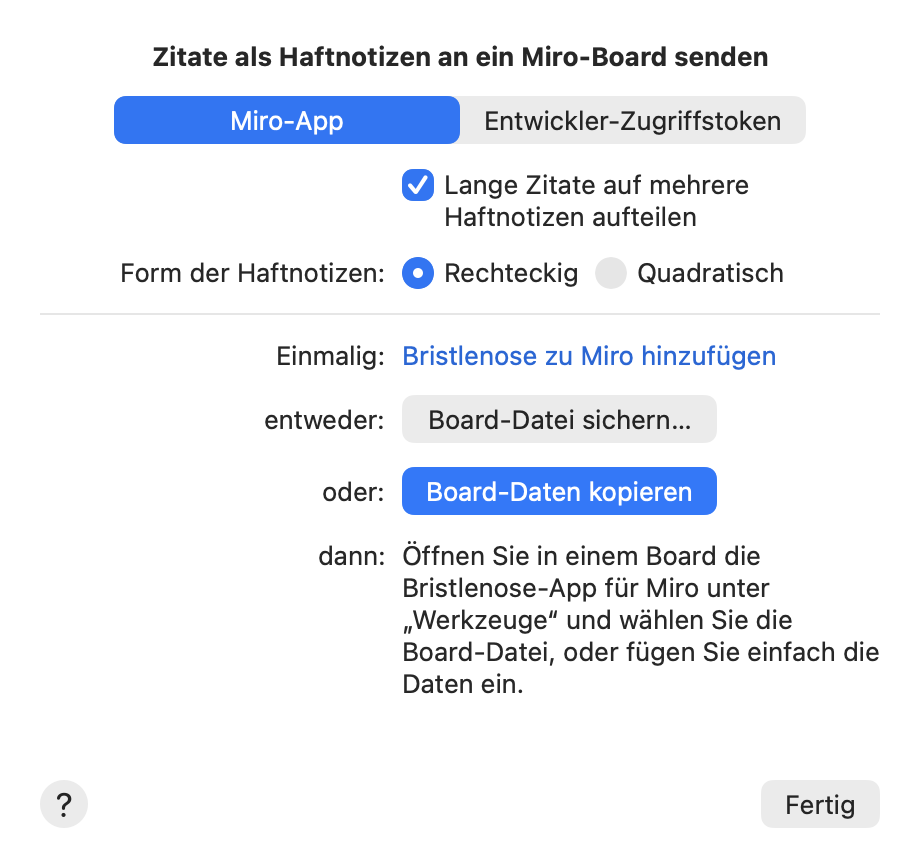 Zitate als Haftnotizen an ein Miro-Board senden
Miro-App Entwickler-Zugriffstoken
Lange Zitate auf mehrere
Haftnotizen aufteilen
Form der Haftnotizen: Rechteckig Quadratisch
Einmalig: Bristlenose zu Miro hinzufügen
entweder: Board-Datei sichern...
oder: Board-Daten kopieren
dann: Öffnen Sie in einem Board die
Bristlenose-App für Miro unter
„Werkzeuge“ und wählen Sie die
Board-Datei, oder fügen Sie einfach die
Daten ein.
? Fertig